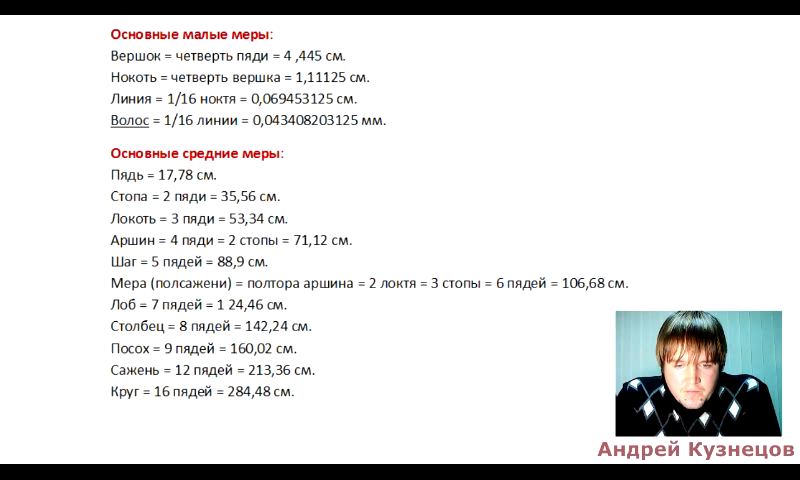 Основные малые меры:
Вершок = четверть пяди = 4 ,445 см.
Нокоть = четверть вершка = 1,11125 см.
Линия = 1/16 ноктя = 0,069453125 см.
Волос = 1/16 линии = 0,043408203125 мм.
Основные средние меры:
Пядь = 17,78 см.
Стопа = 2 пяди = 35,56 см.
Локоть = 3 пяди = 53,34 см.
Аршин = 4 пяди = 2 стопы = 71,12 см.
Шаг = 5 пядей = 88,9 см.
Мера (полсажени) = полтора аршина = 2 локтя = 3 стопы = 6 пядей = 106,68 см.
Лоб = 7 пядей = 1 24,46 см.
Столбец = 8 пядей = 142,24 см.
Посох = 9 пядей = 160,02 см.
Сажень = 12 пядей = 213,36 см.
Круг = 16 пядей = 284,48 см.
Андрей Кузнецов